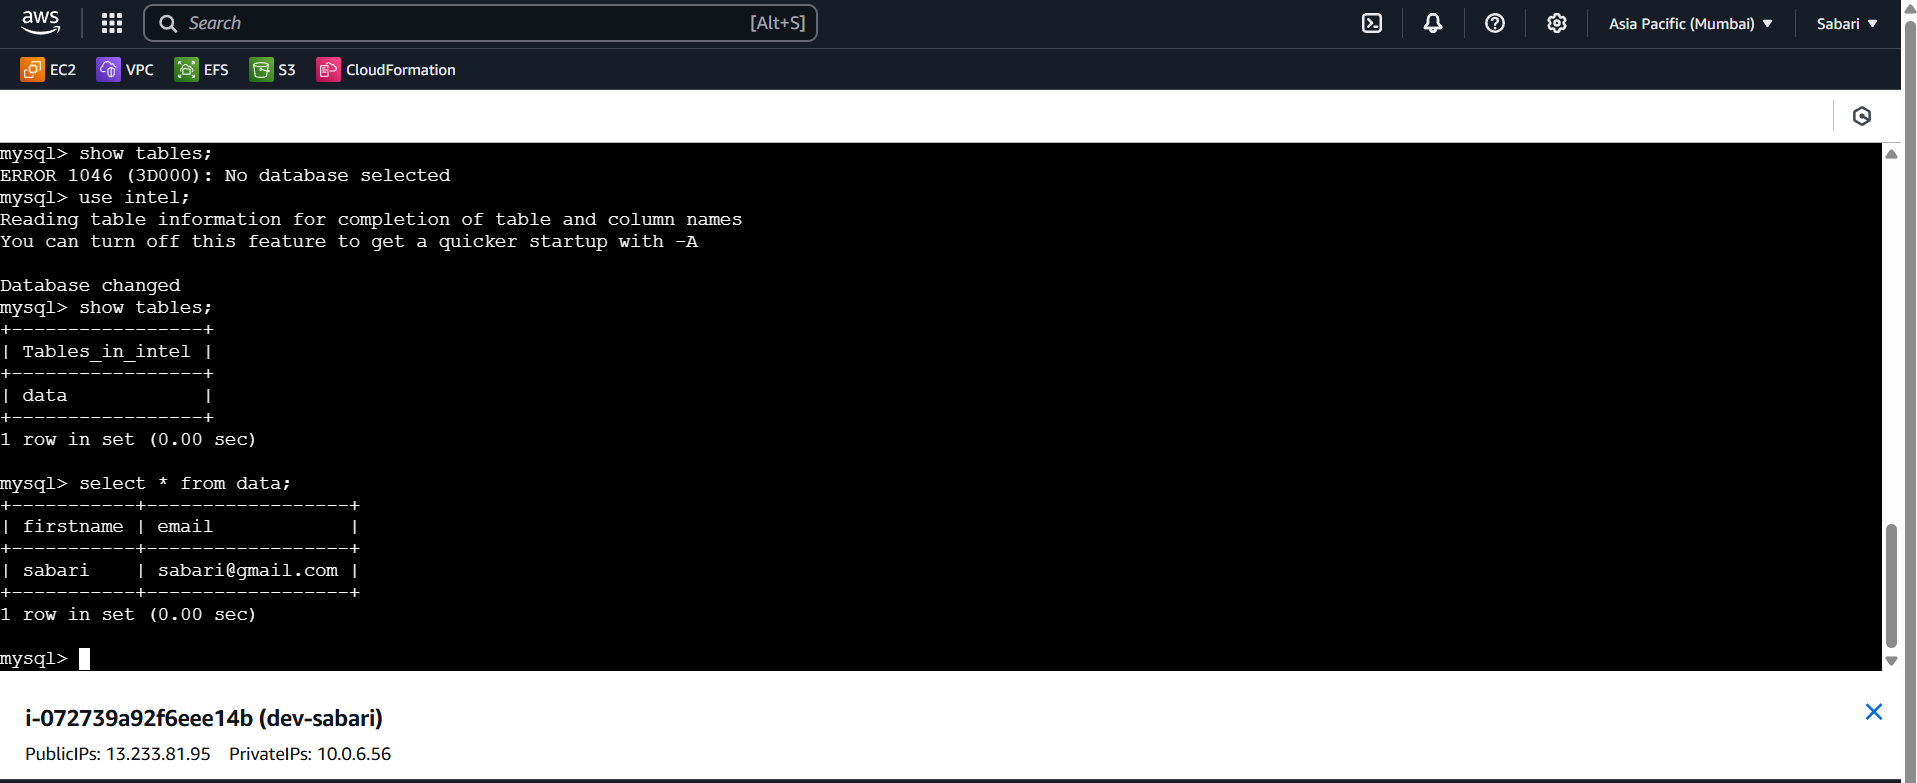 aws
Search [Alt+S]
Asia Pacific (Mumbai) Sabari
EC2 VPC EFS S3 CloudFormation
mysql> show tables;
ERROR 1046 (3D000): No database selected
mysql> use intel;
Reading table information for completion of table and column names
You can turn off this feature to get a quicker startup with -A
Database changed
mysql> show tables;
+-----------------+
| Tables_in_intel |
+-----------------+
| data            |
+-----------------+
1 row in set (0.00 sec)
mysql> select * from data;
+-----------+------------------+
| firstname | email            |
+-----------+------------------+
| sabari    | sabari@gmail.com |
+-----------+------------------+
1 row in set (0.00 sec)
mysql>
i-072739a92f6eee14b (dev-sabari)
PublicIPs: 13.233.81.95 PrivateIPs: 10.0.6.56